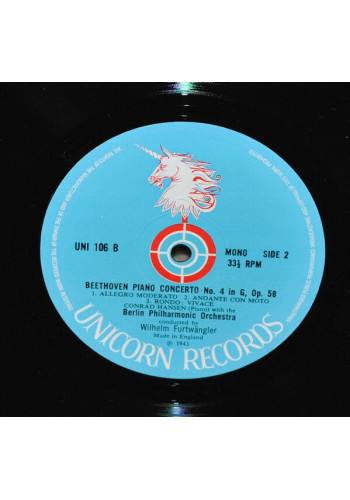 UNI 106 B
MONO SIDE 2
33⅓ RPM
BEETHOVEN PIANO CONCERTO No. 4 in G, Op. 58
1. ALLEGRO MODERATO 2. ANDANTE CON MOTO
3. RONDO VIVACE
CONRAD HANSEN (Piano) with the
Berlin Philharmonic Orchestra
conducted by
Wilhelm Furtwängler
Made in England
℗ 1943
UNICORN RECORDS